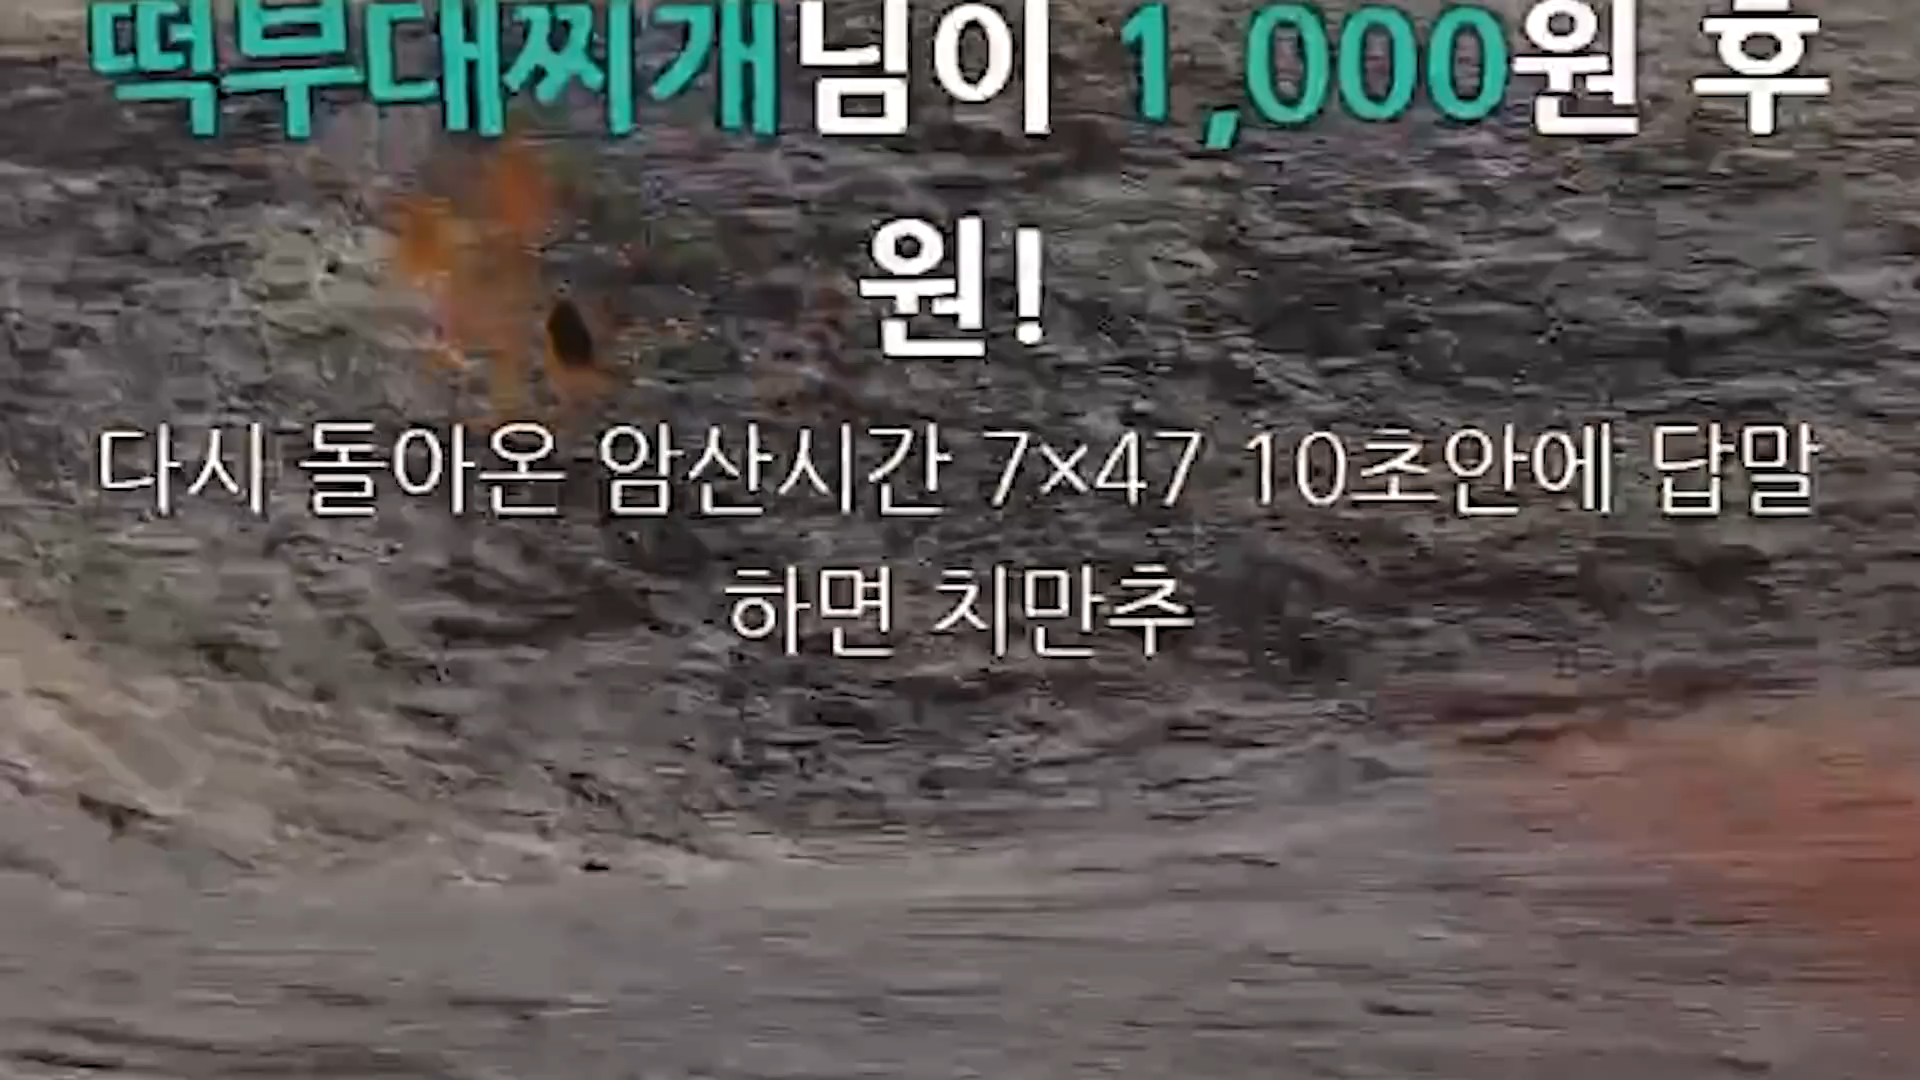 떡부대찌개님이 1,000원 후
원!
다시 돌아온 암산시간 7×47 10초안에 답말
하면 치만추